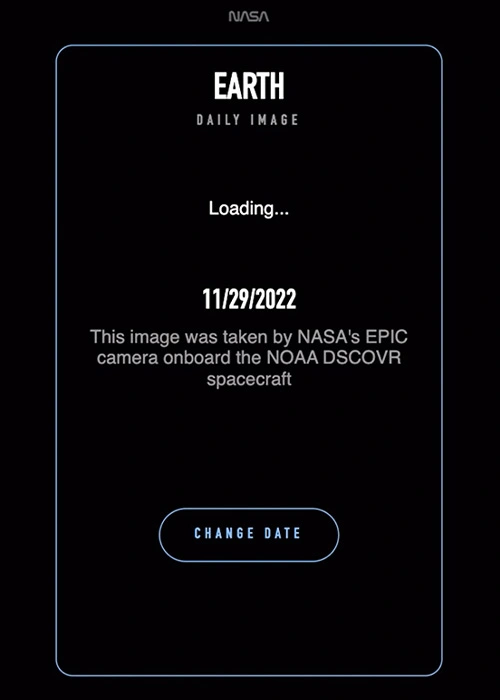 NASA
EARTH
DAILY IMAGE
Loading...
11/29/2022
This image was taken by NASA's EPIC
camera onboard the NOAA DSCOVR
spacecraft
CHANGE DATE